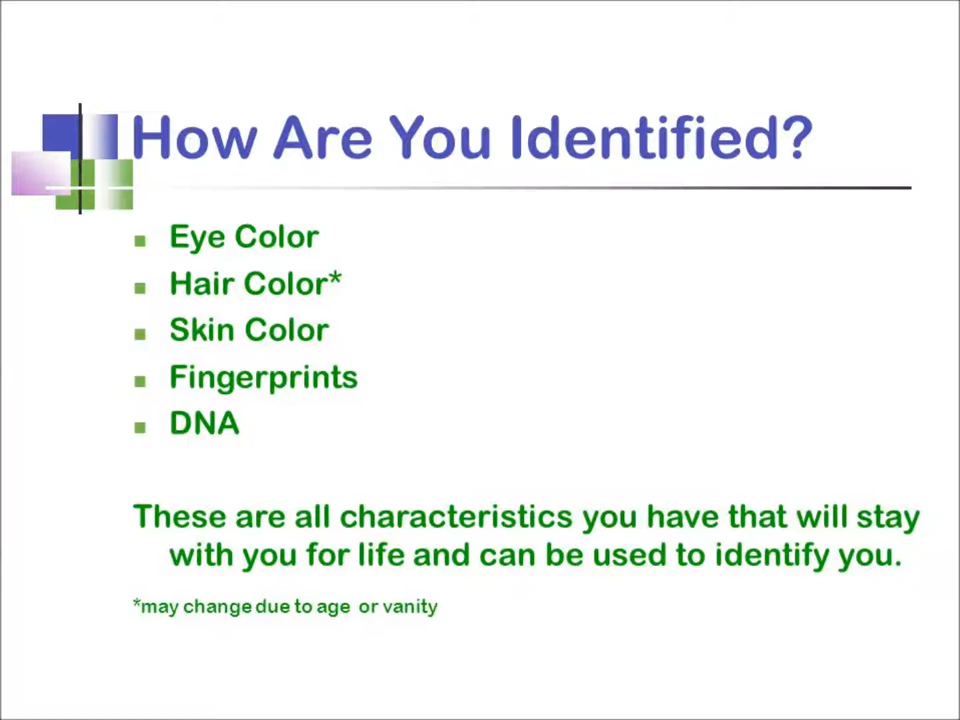 How Are You Identified?
Eye Color
Hair Color*
Skin Color
Fingerprints
DNA
These are all characteristics you have that will stay
with you for life and can be used to identify you.
*may change due to age or vanity